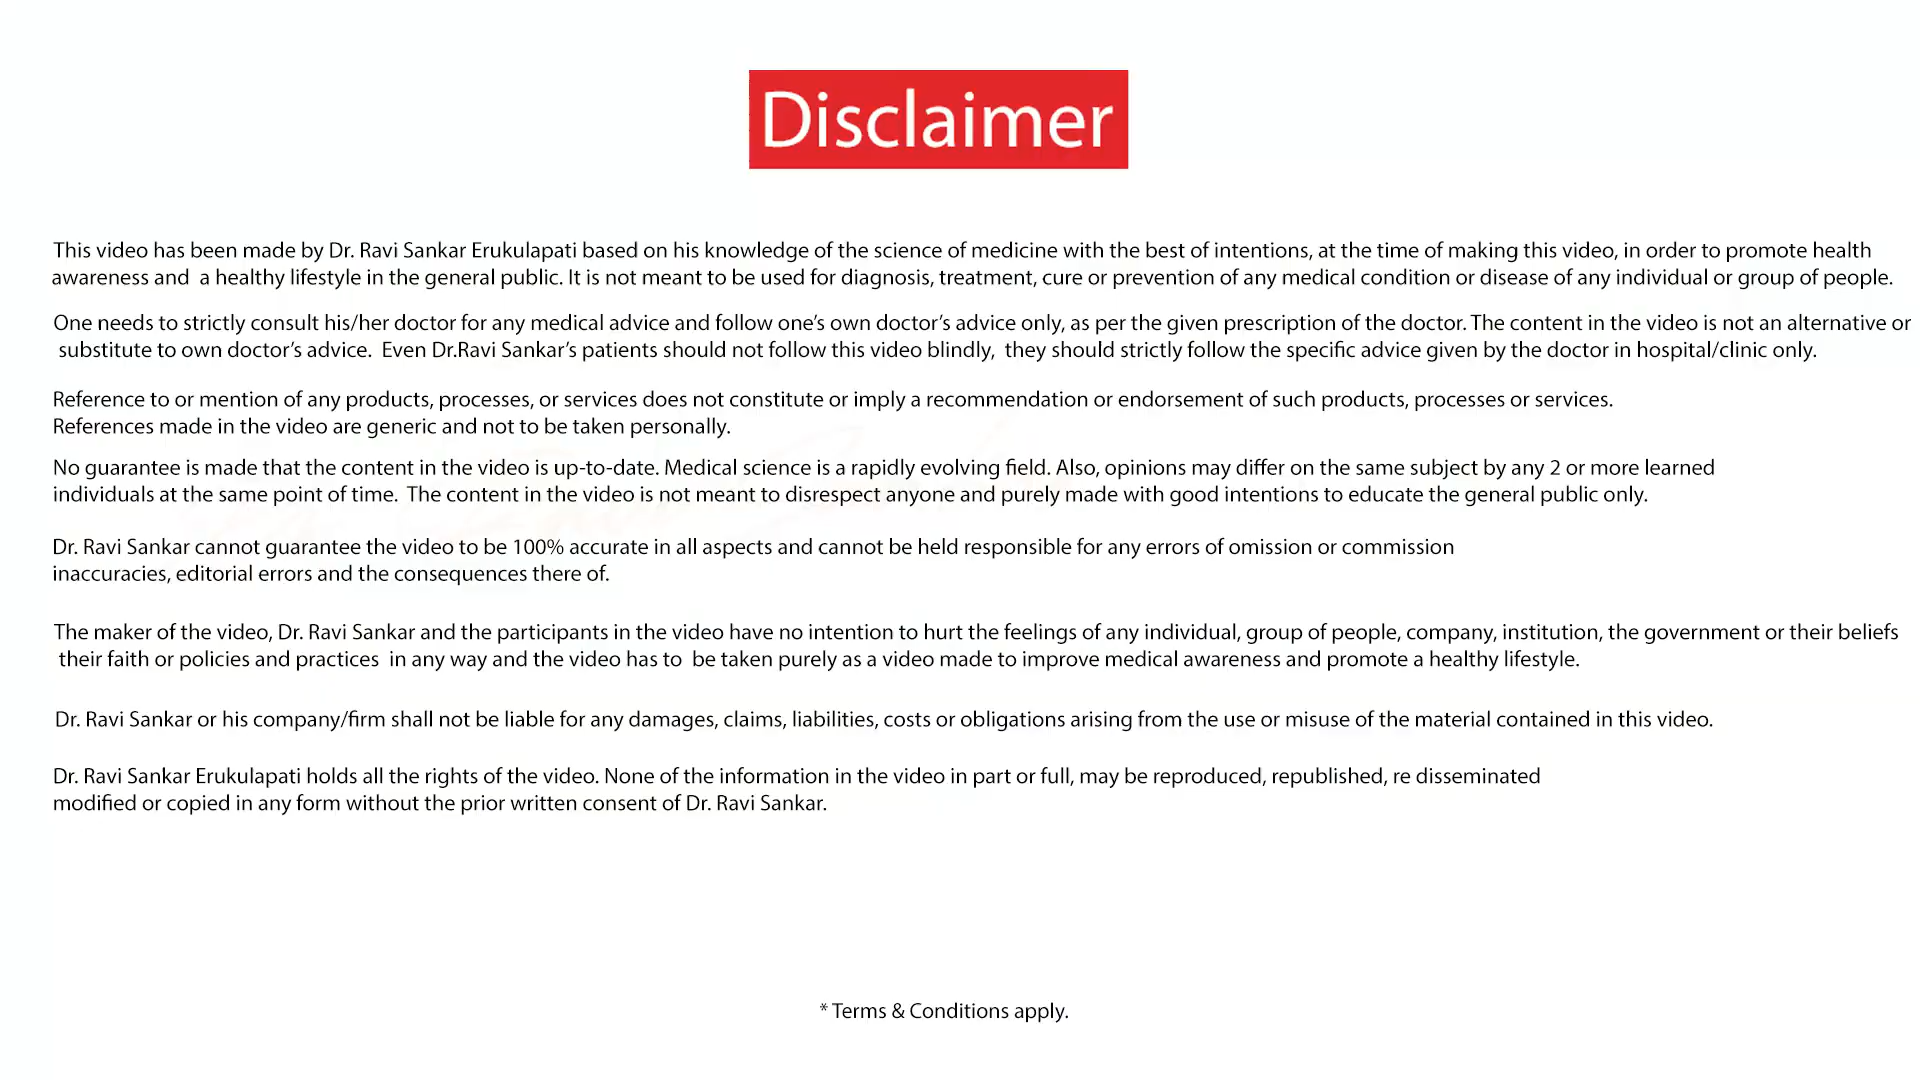 Disclaimer
This video has been made by Dr. Ravi Sankar Erukulapati based on his knowledge of the science of medicine with the best of intentions, at the time of making this video, in order to promote health
awareness and a healthy lifestyle in the general public. It is not meant to be used for diagnosis, treatment, cure or prevention of any medical condition or disease of any individual or group of people.
One needs to strictly consult his/her doctor for any medical advice and follow one’s own doctor’s advice only, as per the given prescription of the doctor. The content in the video is not an alternative or
substitute to own doctor’s advice. Even Dr.Ravi Sankar’s patients should not follow this video blindly, they should strictly follow the specific advice given by the doctor in hospital/clinic only.
Reference to or mention of any products, processes, or services does not constitute or imply a recommendation or endorsement of such products, processes or services.
References made in the video are generic and not to be taken personally.
No guarantee is made that the content in the video is up-to-date. Medical science is a rapidly evolving field. Also, opinions may differ on the same subject by any 2 or more learned
individuals at the same point of time. The content in the video is not meant to disrespect anyone and purely made with good intentions to educate the general public only.
Dr. Ravi Sankar cannot guarantee the video to be 100% accurate in all aspects and cannot be held responsible for any errors of omission or commission
inaccuracies, editorial errors and the consequences there of.
The maker of the video, Dr. Ravi Sankar and the participants in the video have no intention to hurt the feelings of any individual, group of people, company, institution, the government or their beliefs
their faith or policies and practices in any way and the video has to be taken purely as a video made to improve medical awareness and promote a healthy lifestyle.
Dr. Ravi Sankar or his company/firm shall not be liable for any damages, claims, liabilities, costs or obligations arising from the use or misuse of the material contained in this video.
Dr. Ravi Sankar Erukulapati holds all the rights of the video. None of the information in the video in part or full, may be reproduced, republished, re disseminated
modified or copied in any form without the prior written consent of Dr. Ravi Sankar.
* Terms & Conditions apply.